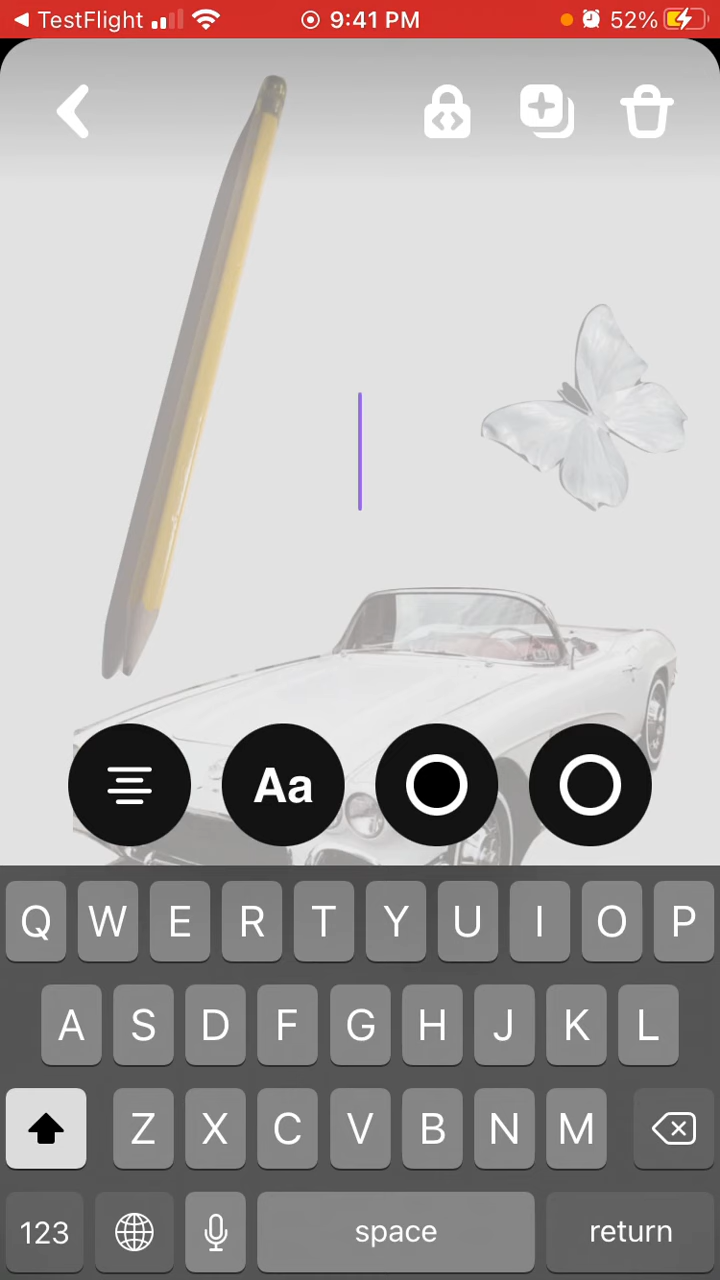 TestFlight 9:41 PM 52%
Aa
Q W E R T Y U I O P
A S D F G H J K L
Z X C V B N M
123 space return